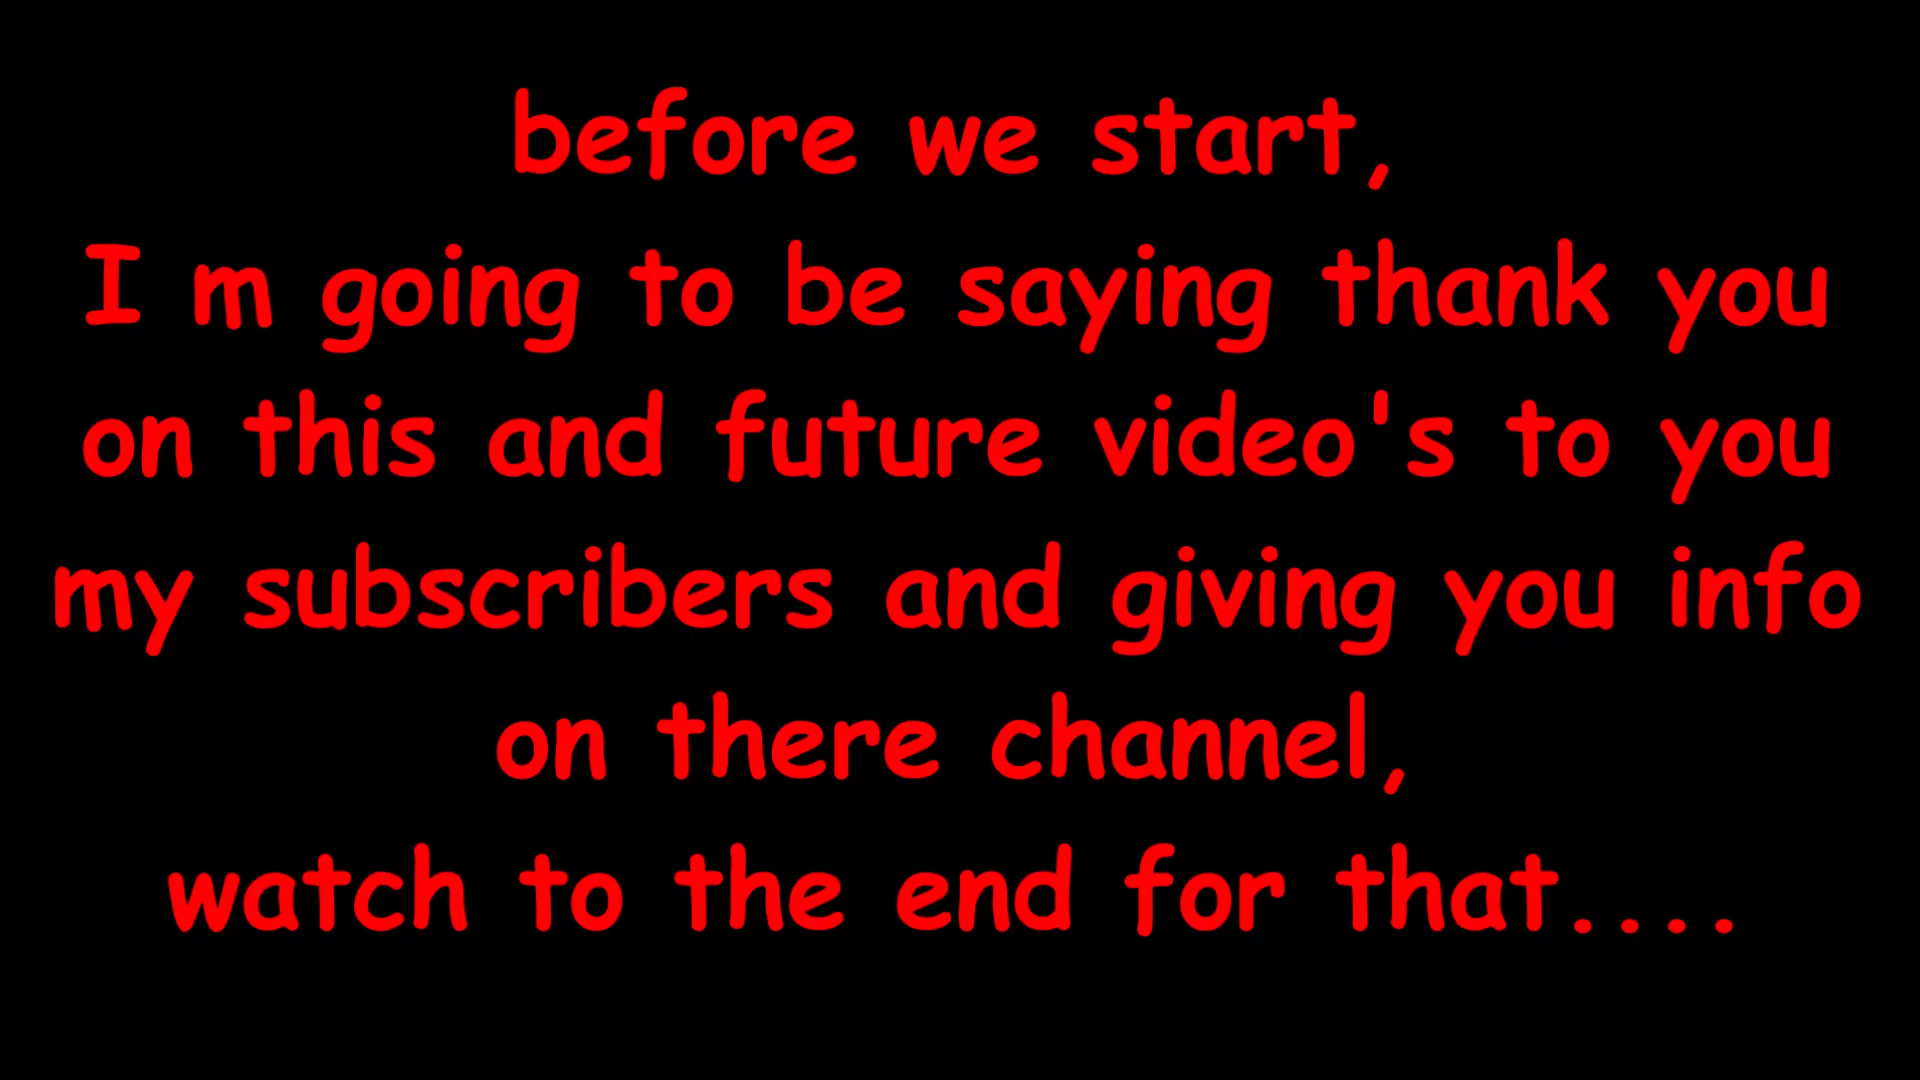 before we start,
I m going to be saying thank you
on this and future video's to you
my subscribers and giving you info
on there channel,
watch to the end for that....